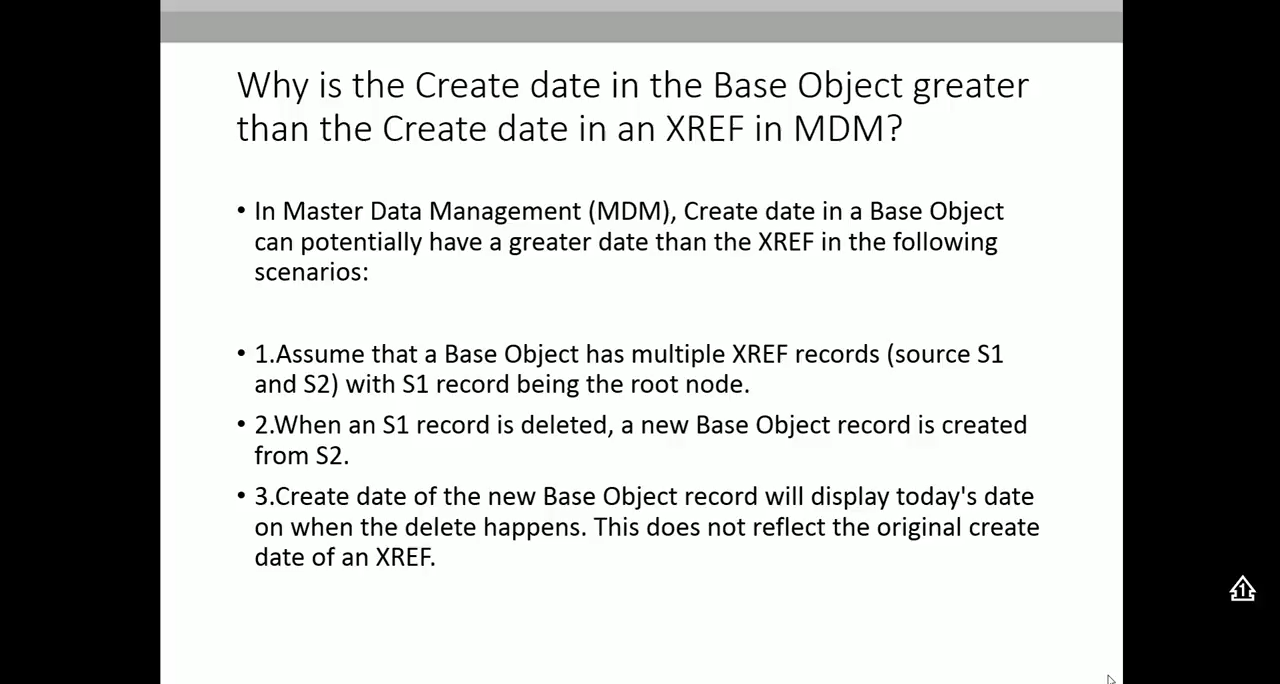 Why is the Create date in the Base Object greater
than the Create date in an XREF in MDM?
• In Master Data Management (MDM), Create date in a Base Object
can potentially have a greater date than the XREF in the following
scenarios:
• 1.Assume that a Base Object has multiple XREF records (source S1
and S2) with S1 record being the root node.
• 2.When an S1 record is deleted, a new Base Object record is created
from S2.
• 3.Create date of the new Base Object record will display today's date
on when the delete happens. This does not reflect the original create
date of an XREF.
1